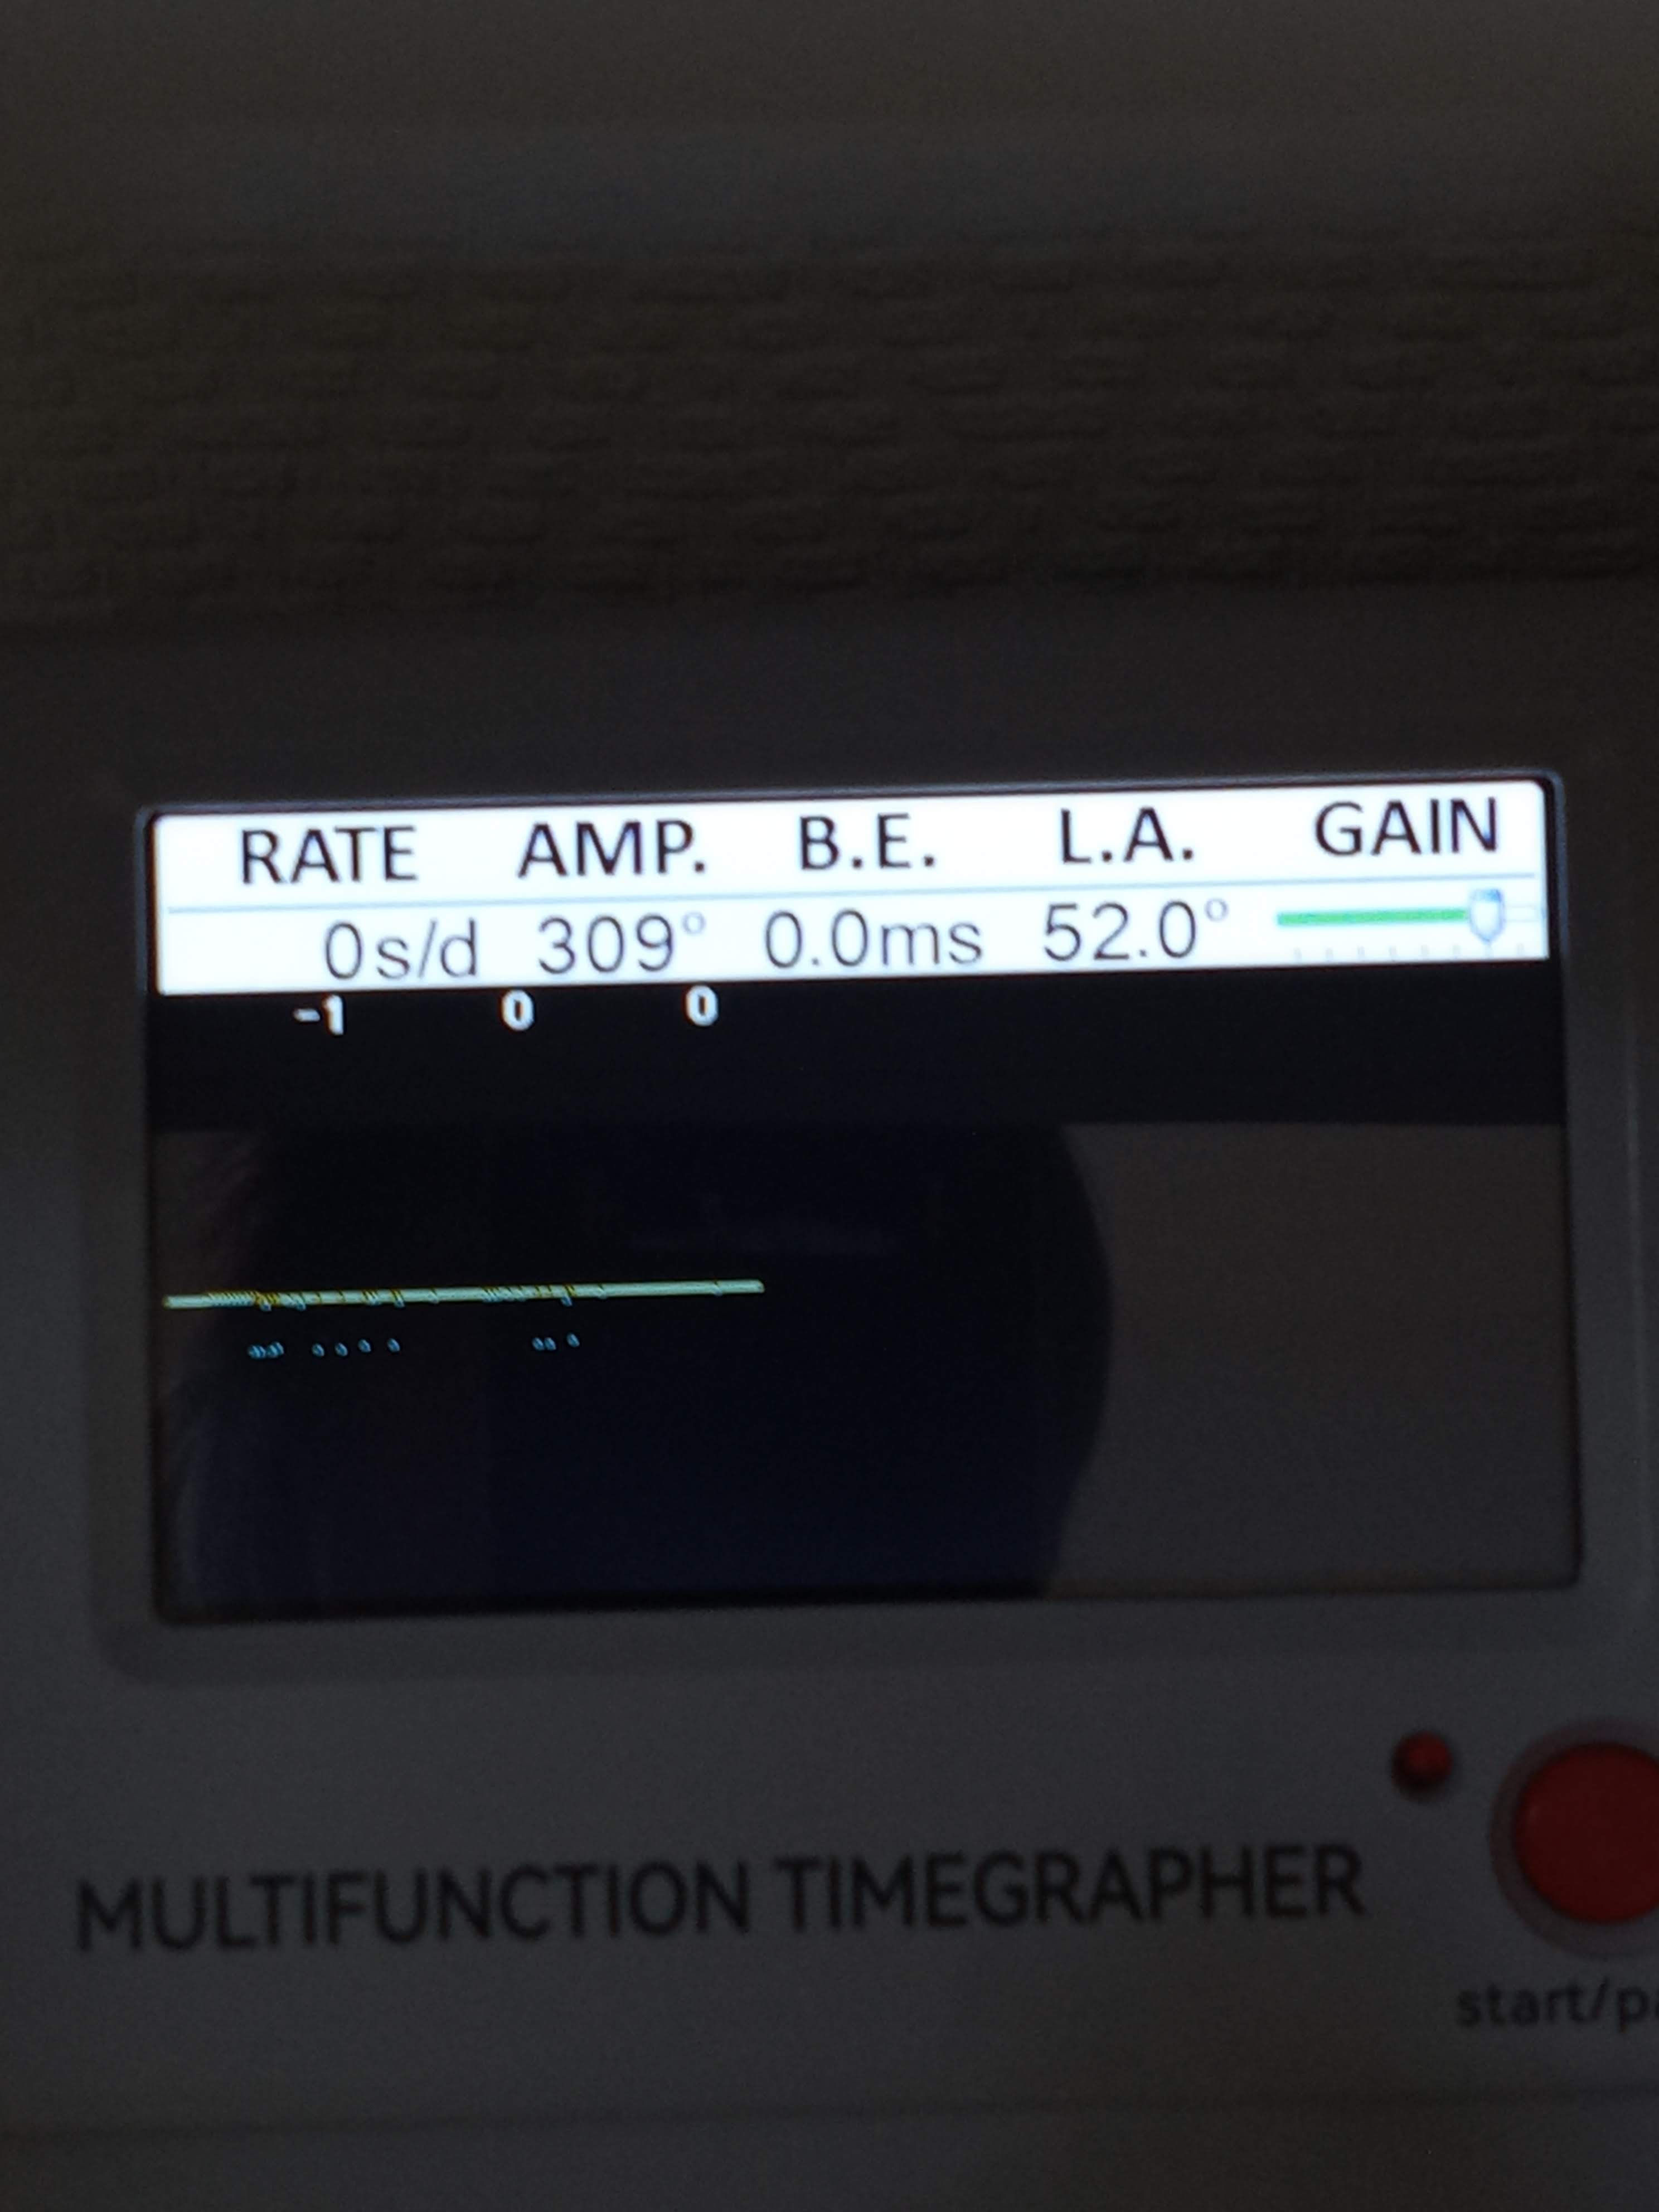 RATE AMP. B.E. L.A. GAIN
0s/d 309° 0.0ms 52.0°
-1 0 0
MULTIFUNCTION TIMEGRAPHER